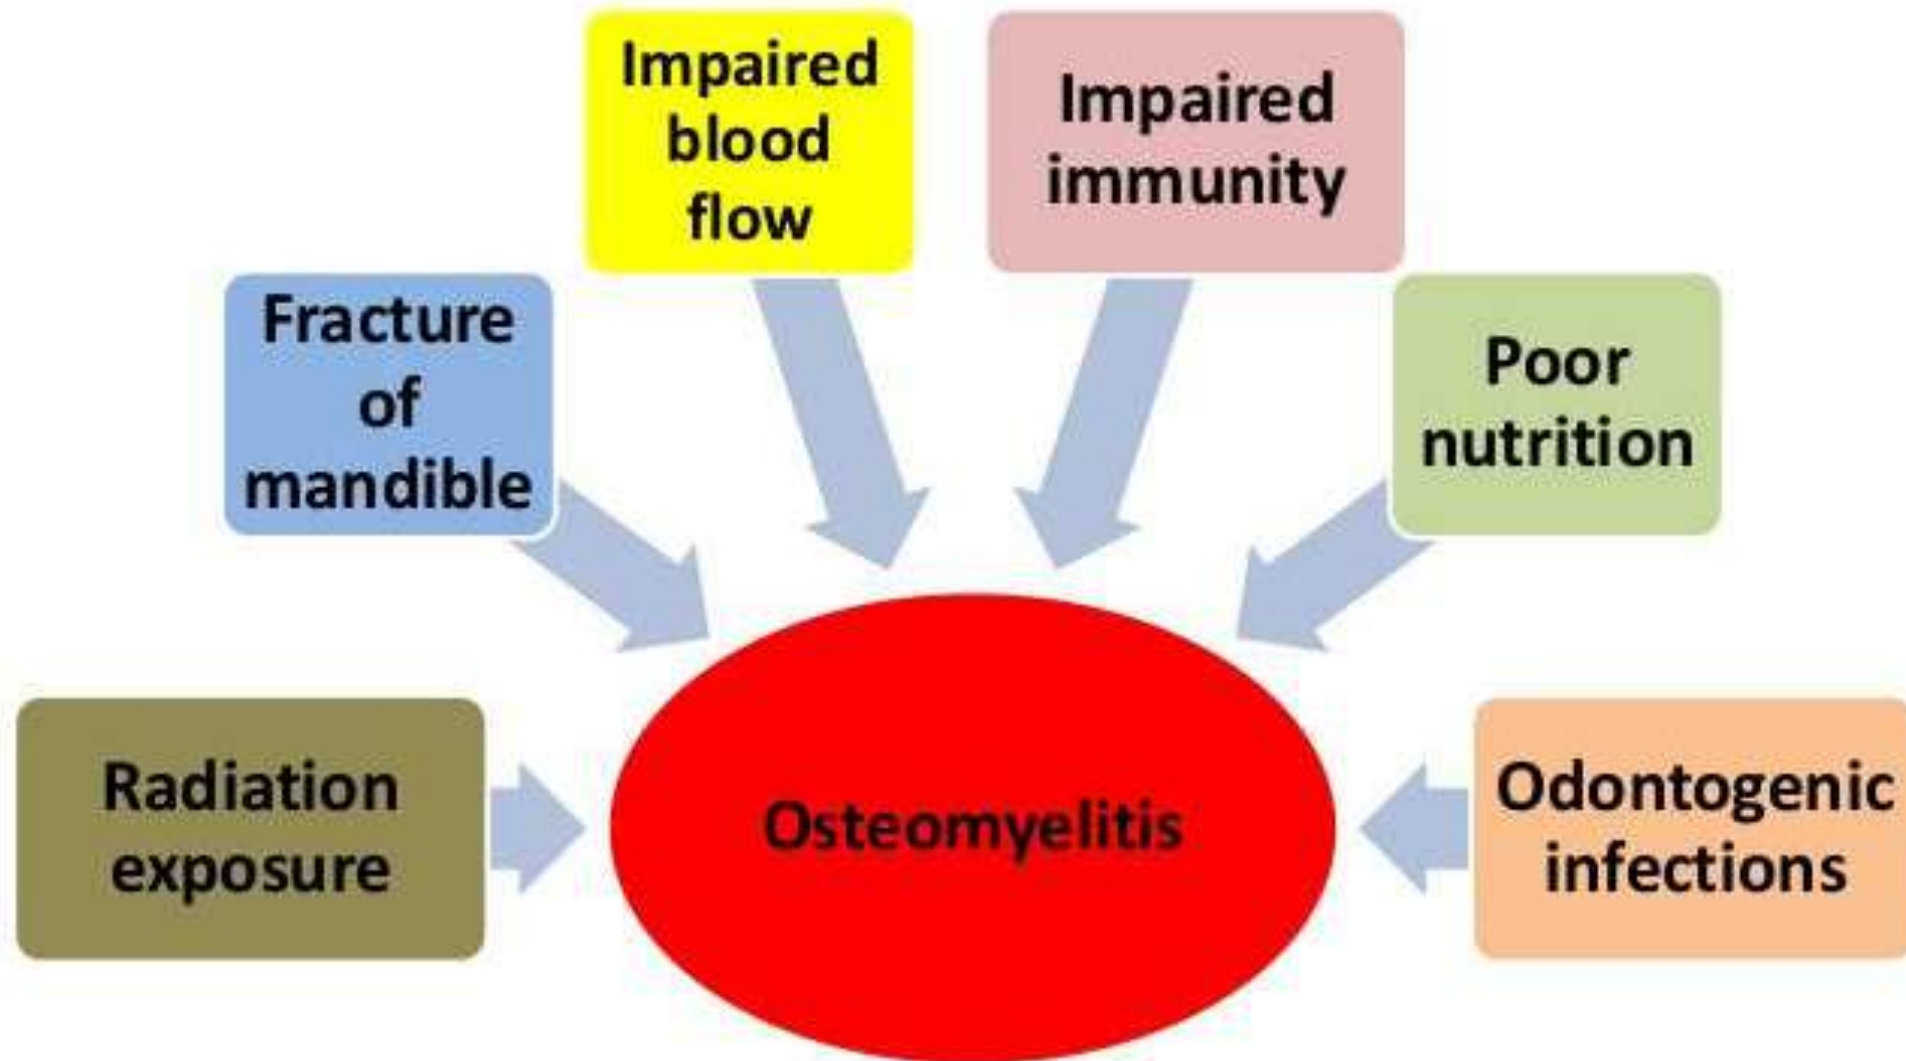 Impaired
blood
flow
Impaired
immunity
Fracture
of
mandible
Poor
nutrition
Radiation
exposure
Osteomyelitis
Odontogenic
infections